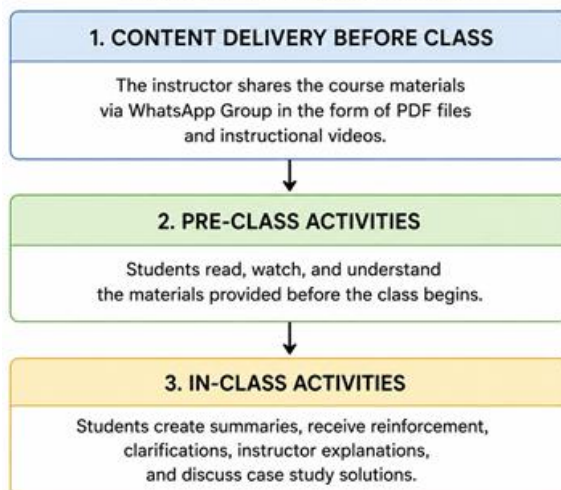 1. CONTENT DELIVERY BEFORE CLASS
The instructor shares the course materials
via WhatsApp Group in the form of PDF files
and instructional videos.
2. PRE-CLASS ACTIVITIES
Students read, watch, and understand
the materials provided before the class begins.
3. IN-CLASS ACTIVITIES
Students create summaries, receive reinforcement,
clarifications, instructor explanations,
and discuss case study solutions.